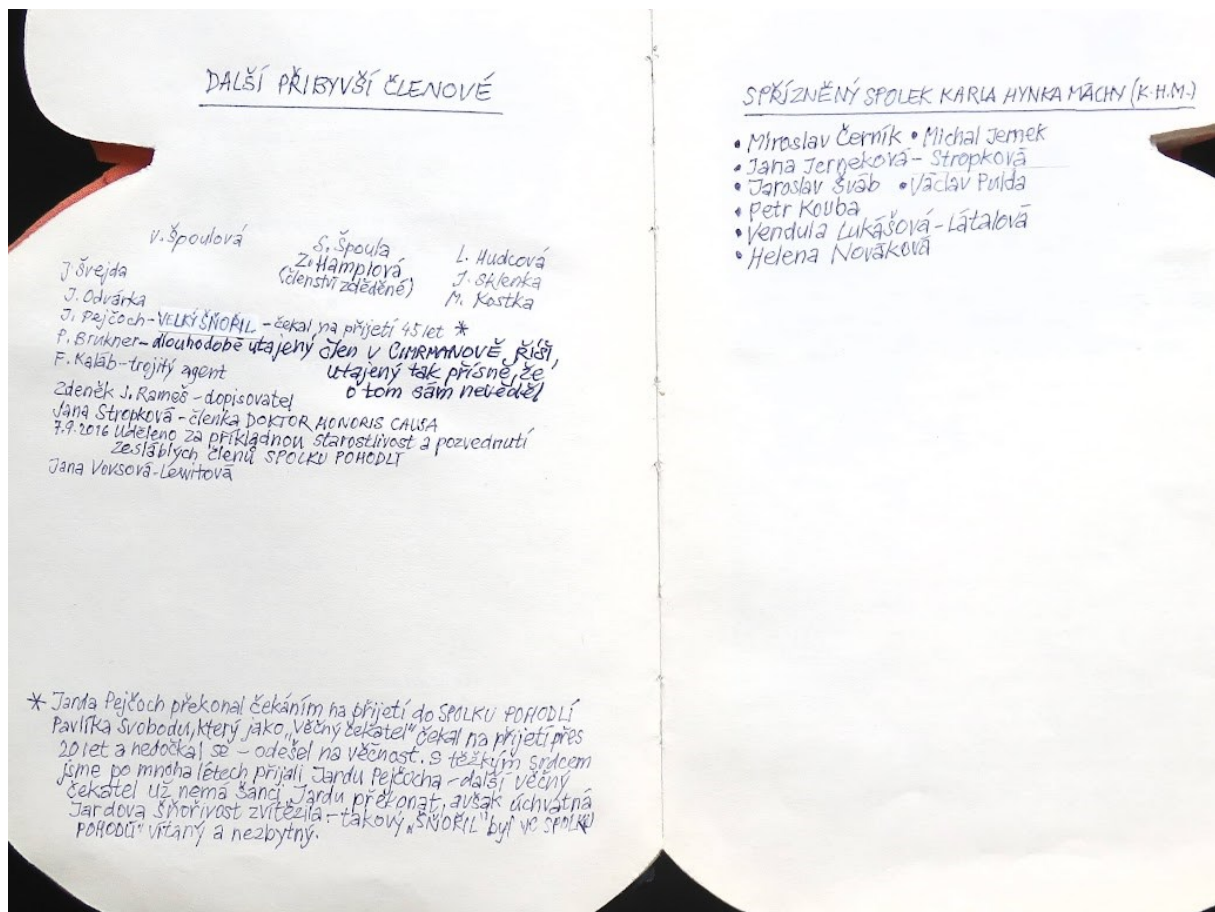 DALŠÍ PŘIBYVŠÍ ČLENOVÉ
V. Špoulová
S. Špoula
Z. Hamplová
(členství zděděné)
L. Hudcová
J. Sklenka
M. Kostka
J. Švejda
J. Odvárka
J. Pejčoch - VELKÝ ŠŇOŘIL - čekal na přijetí 45 let *
P. Brukner - dlouhodobě utajený člen v CIMRMANOVĚ ŘÍŠI,
utajený tak přísně, že
o tom sám nevěděl
F. Kaláb - trojitý agent
Zdeněk J. Rameš - dopisovatel
Jana Stropková - členka DOKTOR HONORIS CAUSA
7.9.2016 Uděleno za příkladnou starostlivost a pozvednutí
zesláblých členů SPOLKU POHODLÍ
Jana Vovsová-Lewitová
* Jarda Pejčoch překonal čekáním na přijetí do SPOLKU POHODLÍ
Pavlíka Svobodu, který jako „Věčný čekatel“ čekal na přijetí přes
20 let a nedočkal se - odešel na věčnost. S těžkým srdcem
jsme po mnoha létech přijali Jardu Pejčocha - další věčný
čekatel už nemá šanci Jardu překonat, avšak úchvatná
Jardova šňořivost zvítězila - takový „ŠŇOŘIL“ byl ve SPOLKU
POHODLÍ" vítaný a nezbytný.
SPŘÍZNĚNÝ SPOLEK KARLA HYNKA MÁCHY (K.H.M.)
• Miroslav Černík • Michal Jernek
• Jana Jerneková - Stropková
• Jaroslav Šváb • Václav Pulda
• Petr Kouba
• Vendula Lukášová - Látalová
• Helena Nováková